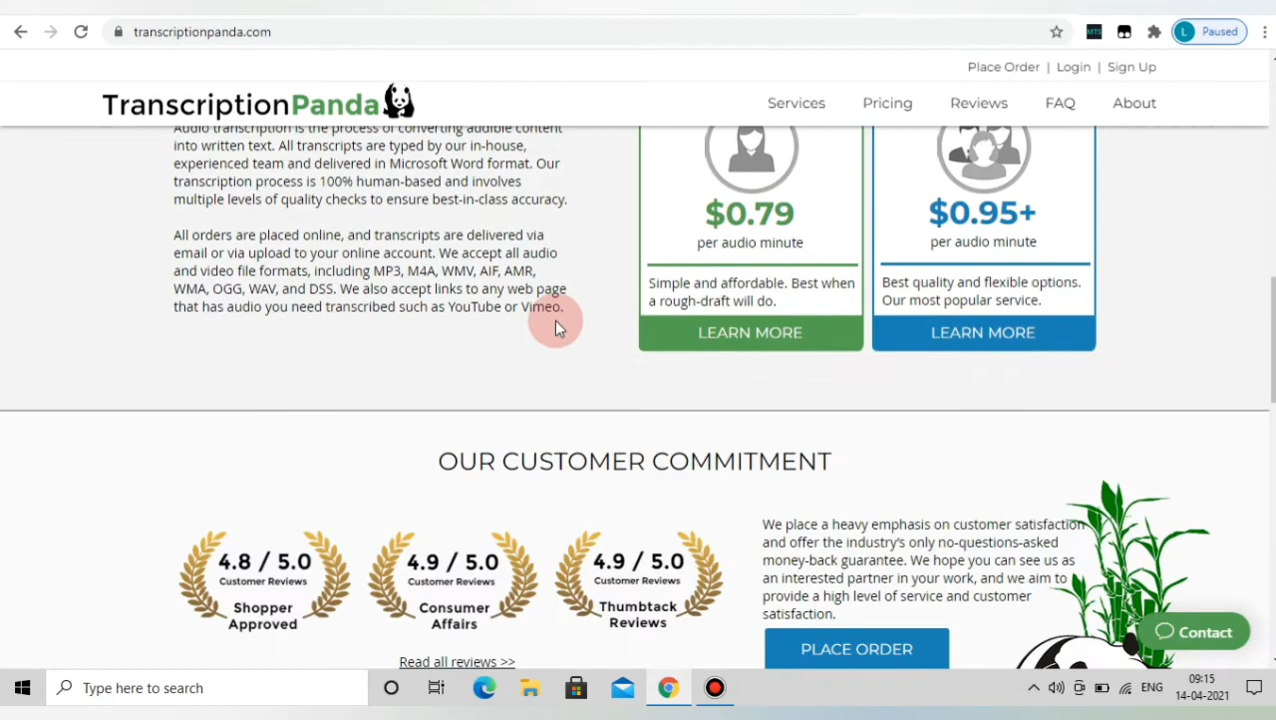 transcriptionpanda.com
MTS
L
Paused
Place Order | Login | Sign Up
TranscriptionPanda
Services
Pricing
Reviews
FAQ
About
Audio transcription is the process of converting audible content
into written text. All transcripts are typed by our in-house,
experienced team and delivered in Microsoft Word format. Our
transcription process is 100% human-based and involves
multiple levels of quality checks to ensure best-in-class accuracy.
All orders are placed online, and transcripts are delivered via
email or via upload to your online account. We accept all audio
and video file formats, including MP3, M4A, WMV, AIF, AMR,
WMA, OGG, WAV, and DSS. We also accept links to any web page
that has audio you need transcribed such as YouTube or Vimeo.
$0.79
per audio minute
Simple and affordable. Best when
a rough-draft will do.
LEARN MORE
$0.95+
per audio minute
Best quality and flexible options.
Our most popular service.
LEARN MORE
OUR CUSTOMER COMMITMENT
4.8 / 5.0
Customer Reviews
Shopper
Approved
4.9 / 5.0
Customer Reviews
Consumer
Affairs
4.9 / 5.0
Customer Reviews
Thumbtack
Reviews
Read all reviews >>
We place a heavy emphasis on customer satisfaction
and offer the industry's only no-questions-asked
money-back guarantee. We hope you can see us as
an interested partner in your work, and we aim to
provide a high level of service and customer
satisfaction.
PLACE ORDER
Contact
Type here to search
ENG
09:15
14-04-2021